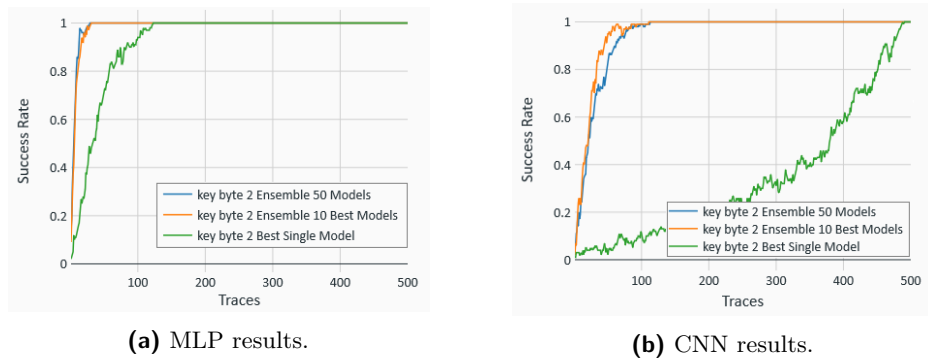 1
0.8
0.6
0.4
0.2
0
Success Rate
key byte 2 Ensemble 50 Models
key byte 2 Ensemble 10 Best Models
key byte 2 Best Single Model
0 100 200 300 400 500
Traces
(a) MLP results.
1
0.8
0.6
0.4
0.2
0
Success Rate
key byte 2 Ensemble 50 Models
key byte 2 Ensemble 10 Best Models
key byte 2 Best Single Model
100 200 300 400 500
Traces
(b) CNN results.